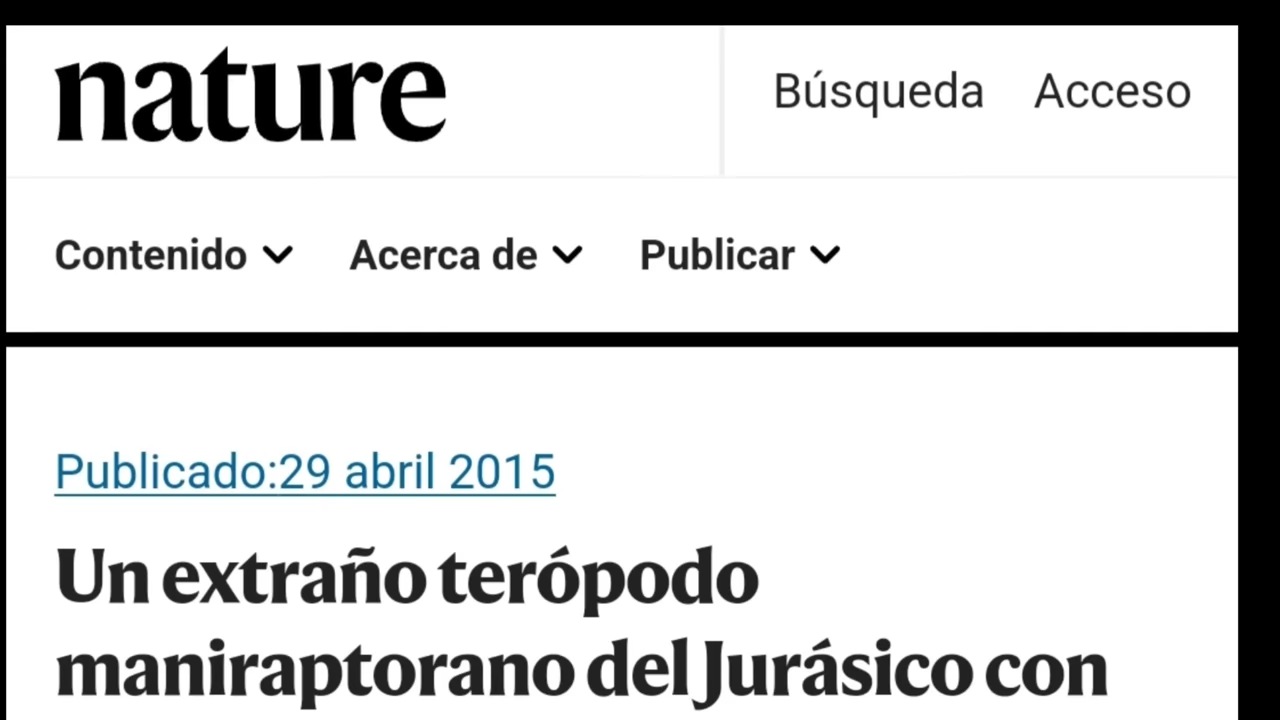 nature
Búsqueda Acceso
Contenido Acerca de Publicar
Publicado:29 abril 2015
Un extraño terópodo
maniraptorano del Jurásico con